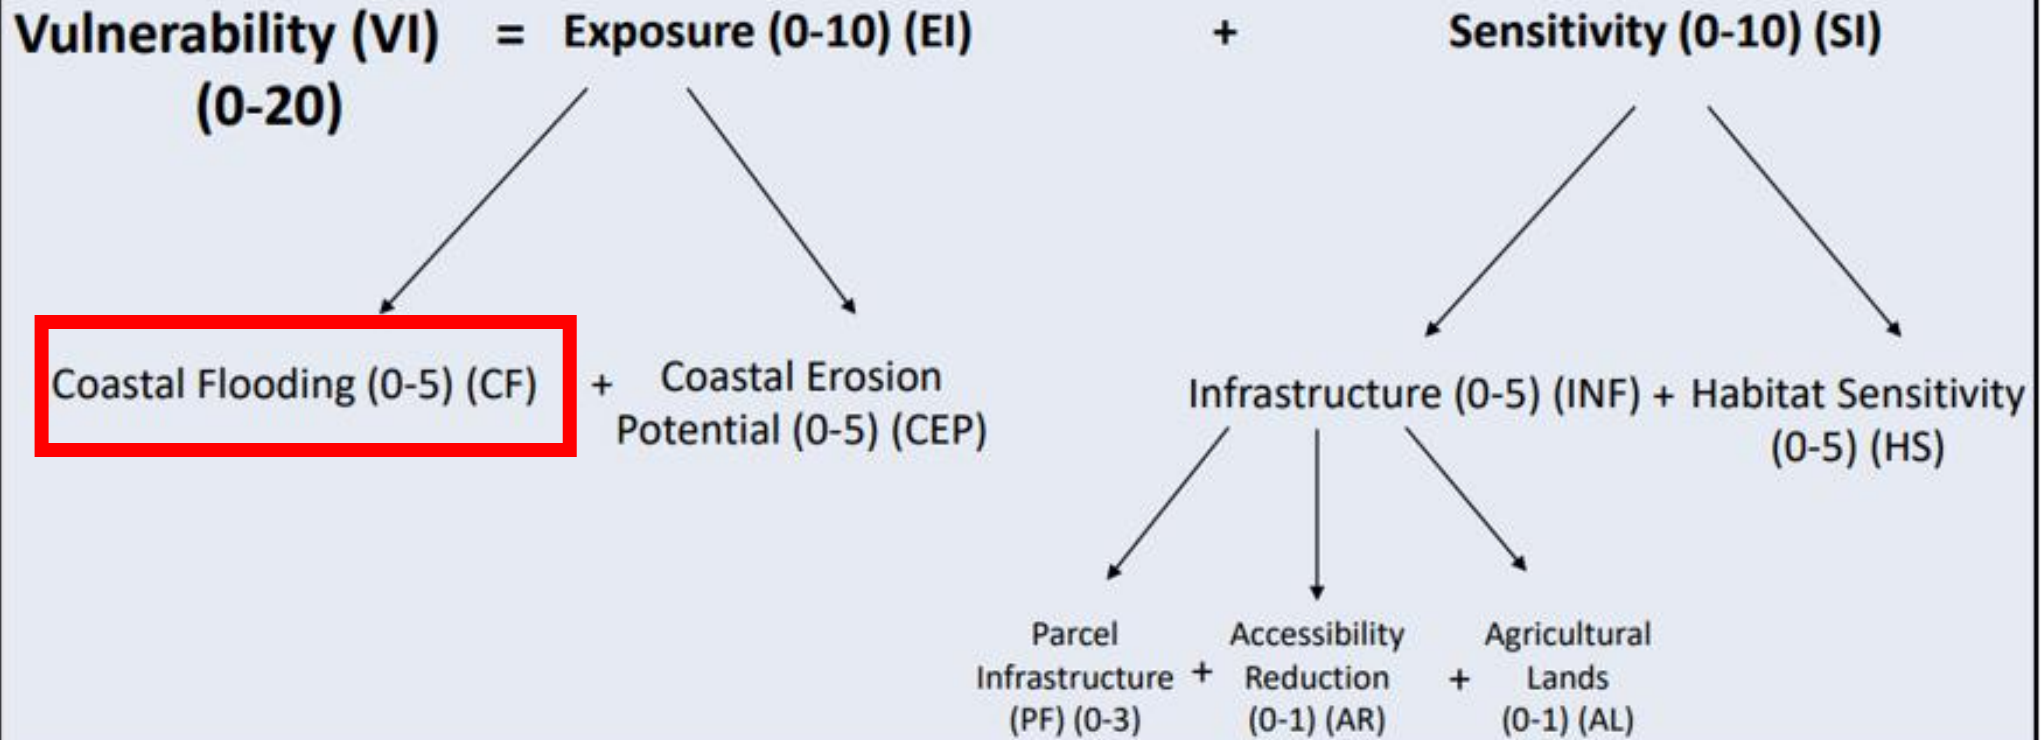 Vulnerability (VI) = Exposure (0-10) (EI) + Sensitivity (0-10) (SI)
(0-20)
Coastal Flooding (0-5) (CF) + Coastal Erosion
Potential (0-5) (CEP)
Infrastructure (0-5) (INF) + Habitat Sensitivity
(0-5) (HS)
Parcel
Infrastructure
(PF) (0-3)
+
Accessibility
Reduction
(0-1) (AR)
+
Agricultural
Lands
(0-1) (AL)